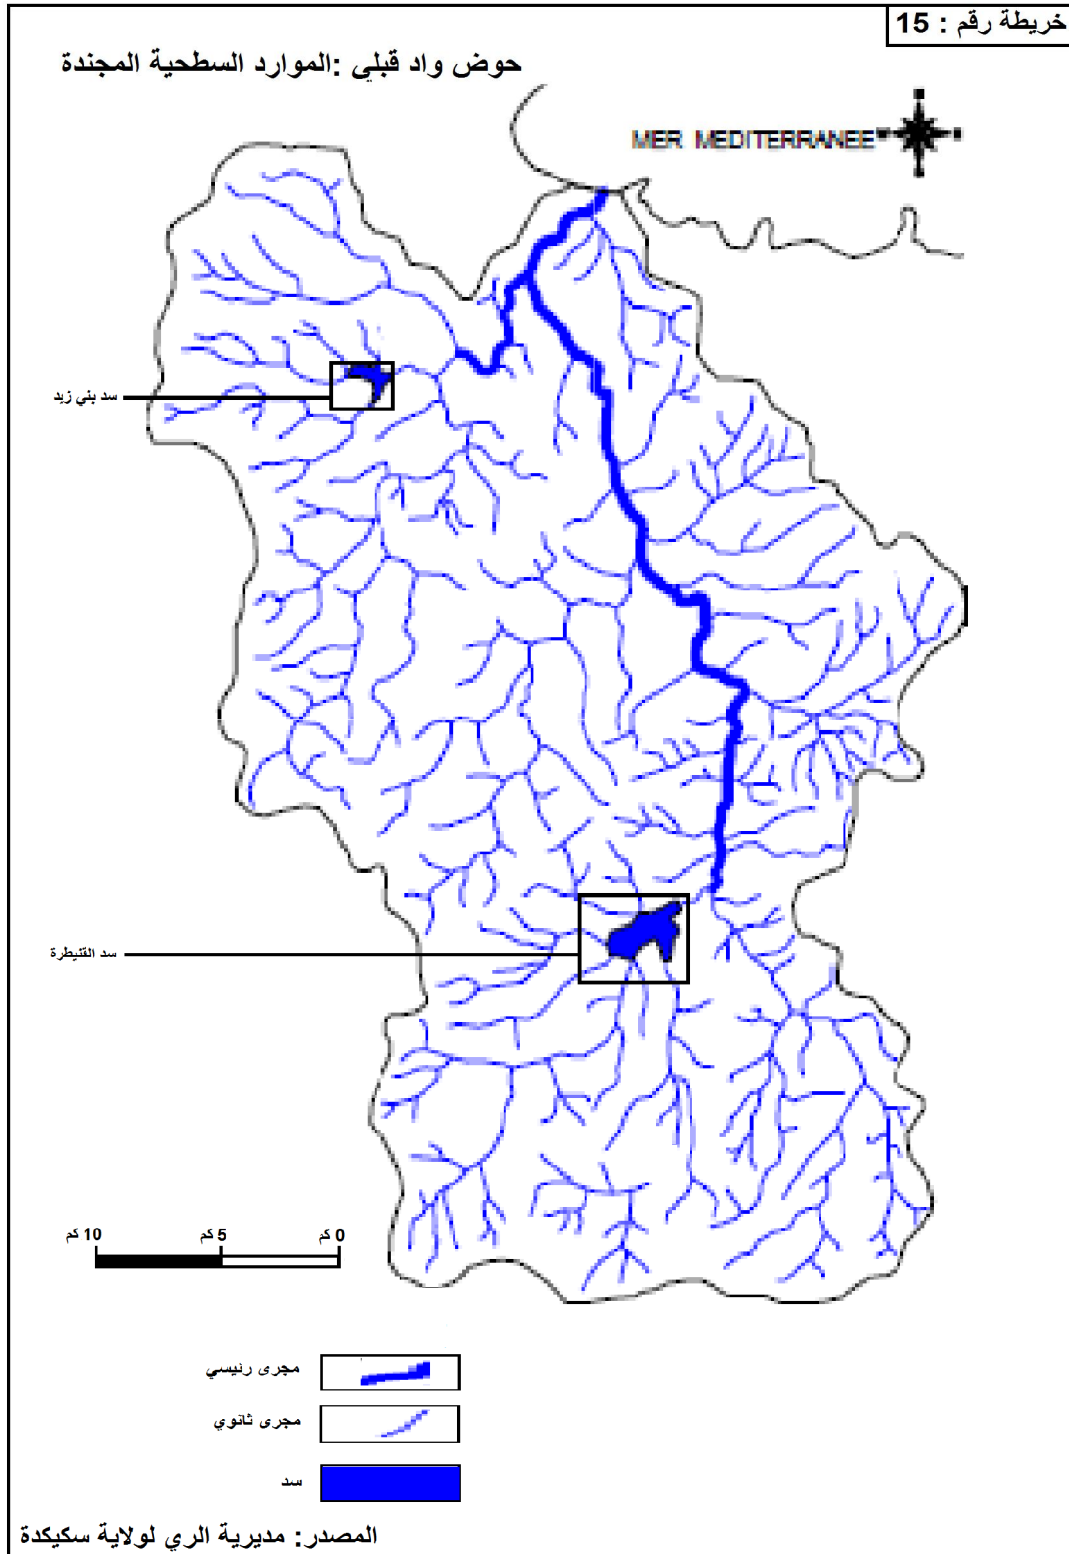 خريطة رقم : 15
حوض واد قبلي :الموارد السطحية المجندة
MER MEDITERRANEE
سد بني زيد
سد القنيطرة
10 كم 5 كم 0 كم
مجرى رئيسي
مجرى ثانوي
سد
المصدر: مديرية الري لولاية سكيكدة